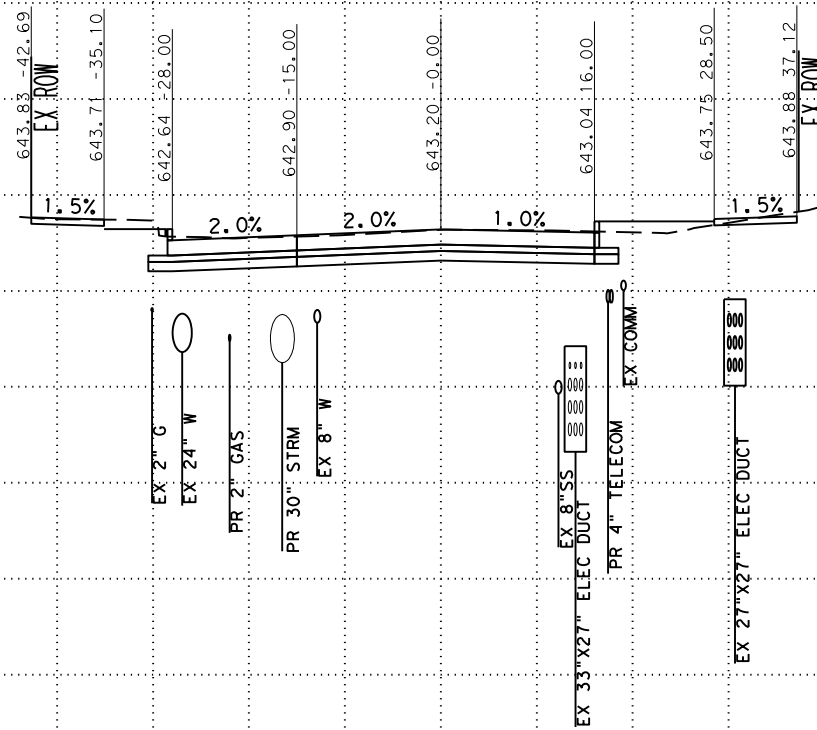 643.83 -42.69
EX ROW
643.71 -35.10
642.64 -28.00
642.90 -15.00
643.20 -0.00
643.04 16.00
643.75 28.50
643.88 37.12
EX ROW
1.5%
2.0%
2.0%
1.0%
1.5%
EX 2" G
EX 24" W
PR 2" GAS
PR 30" STRM
EX 8" W
EX 8"SS
EX 33"X27" ELEC DUCT
PR 4" TELECOM
EX COMM
EX 27"X27" ELEC DUCT